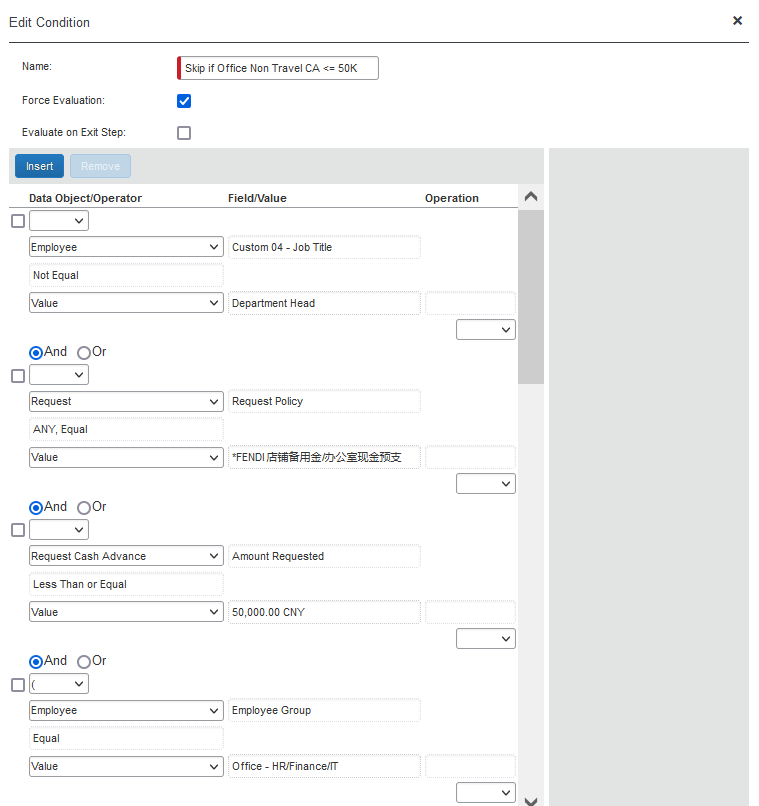 Edit Condition
Name:
Skip if Office Non Travel CA <= 50K
Force Evaluation:
Evaluate on Exit Step:
Insert Remove
Data Object/Operator Field/Value Operation
Employee Custom 04 - Job Title
Not Equal
Value Department Head
And Or
Request Request Policy
ANY, Equal
Value *FENDI店铺备用金/办公室现金预支
And Or
Request Cash Advance Amount Requested
Less Than or Equal
Value 50,000.00 CNY
And Or
(
Employee Employee Group
Equal
Value Office - HR/Finance/IT